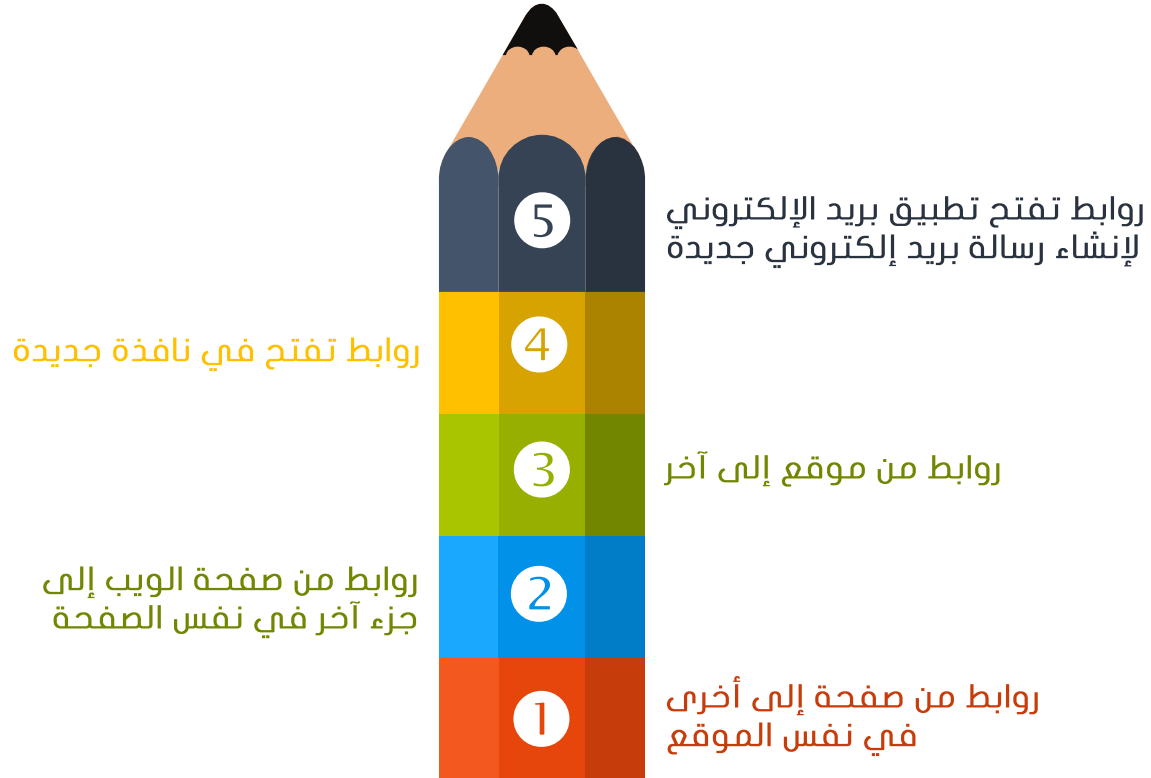 5
روابط تفتح تطبيق بريد الإلكتروني
لإنشاء رسالة بريد إلكتروني جديدة
4
روابط تفتح في نافذة جديدة
3
روابط من موقع إلى آخر
2
روابط من صفحة الويب إلى
جزء آخر في نفس الصفحة
1
روابط من صفحة إلى أخرى
في نفس الموقع